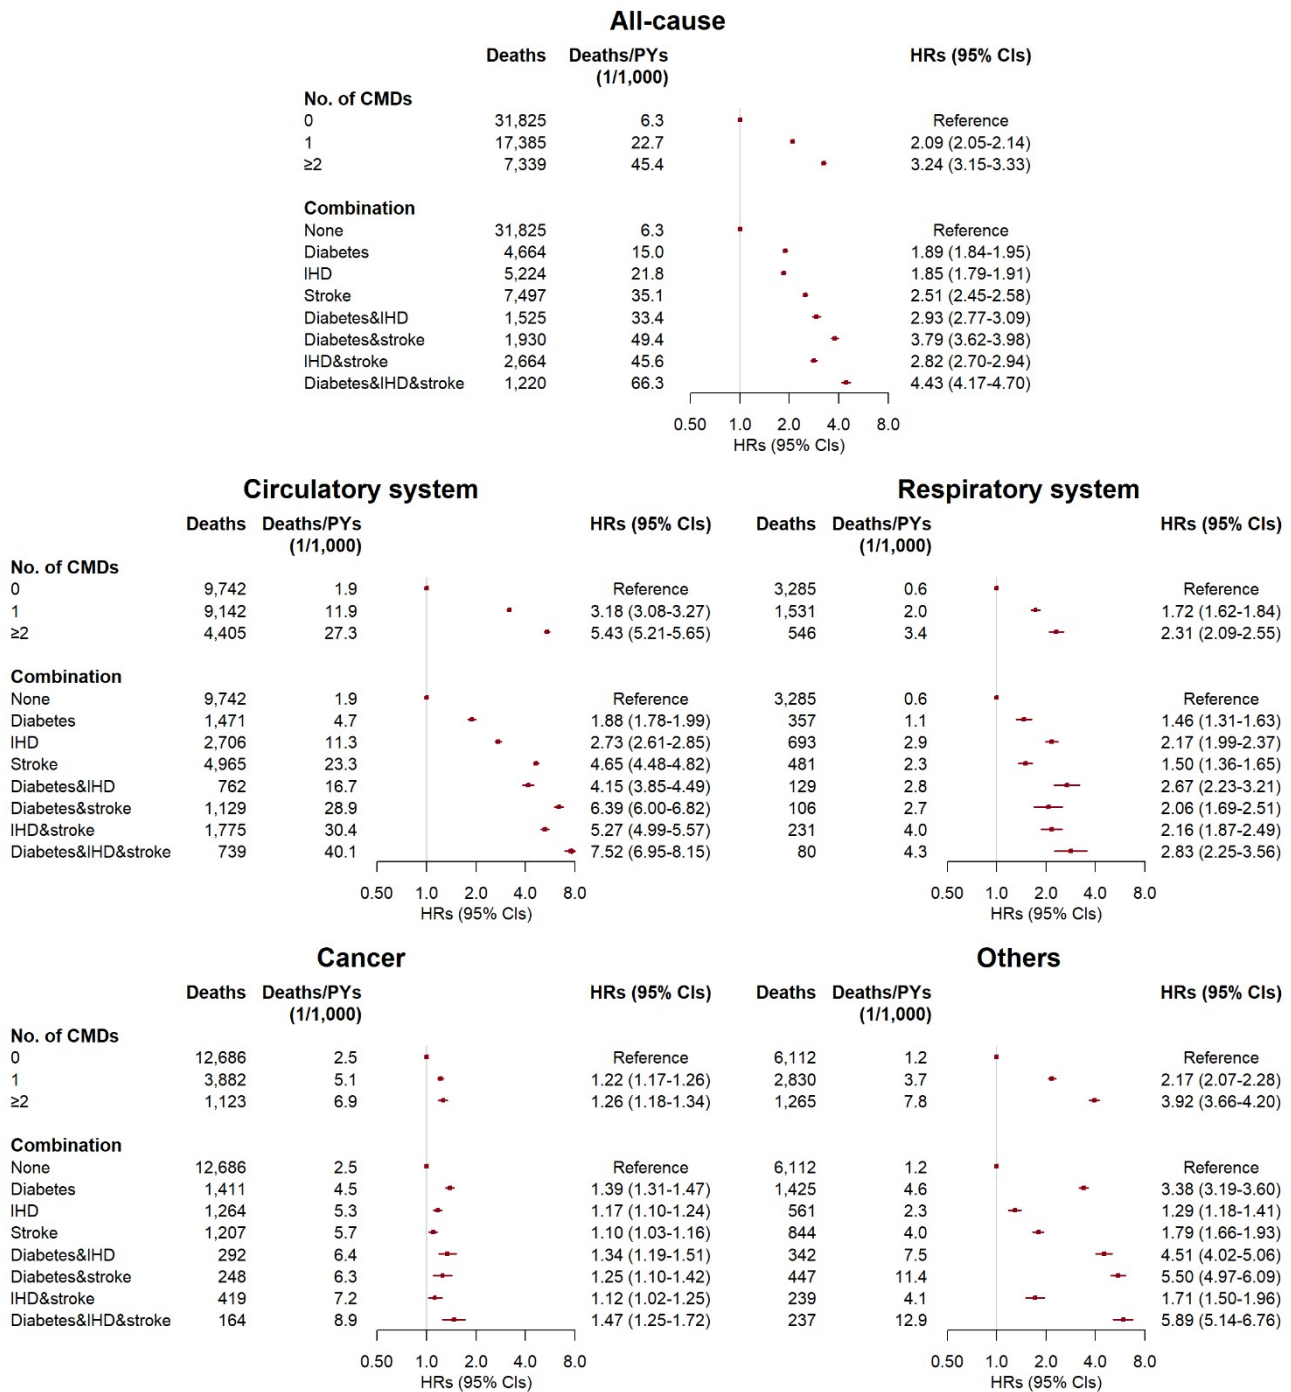 All-cause
Deaths Deaths/PYs HRs (95% CIs)
(1/1,000)
No. of CMDs
0 31,825 6.3 Reference
1 17,385 22.7 2.09 (2.05-2.14)
≥2 7,339 45.4 3.24 (3.15-3.33)
Combination
None 31,825 6.3 Reference
Diabetes 4,664 15.0 1.89 (1.84-1.95)
IHD 5,224 21.8 1.85 (1.79-1.91)
Stroke 7,497 35.1 2.51 (2.45-2.58)
Diabetes&IHD 1,525 33.4 2.93 (2.77-3.09)
Diabetes&stroke 1,930 49.4 3.79 (3.62-3.98)
IHD&stroke 2,664 45.6 2.82 (2.70-2.94)
Diabetes&IHD&stroke 1,220 66.3 4.43 (4.17-4.70)
0.50 1.0 2.0 4.0 8.0
HRs (95% CIs)
Circulatory system
Deaths Deaths/PYs HRs (95% CIs)
(1/1,000)
No. of CMDs
0 9,742 1.9 Reference
1 9,142 11.9 3.18 (3.08-3.27)
≥2 4,405 27.3 5.43 (5.21-5.65)
Combination
None 9,742 1.9 Reference
Diabetes 1,471 4.7 1.88 (1.78-1.99)
IHD 2,706 11.3 2.73 (2.61-2.85)
Stroke 4,965 23.3 4.65 (4.48-4.82)
Diabetes&IHD 762 16.7 4.15 (3.85-4.49)
Diabetes&stroke 1,129 28.9 6.39 (6.00-6.82)
IHD&stroke 1,775 30.4 5.27 (4.99-5.57)
Diabetes&IHD&stroke 739 40.1 7.52 (6.95-8.15)
0.50 1.0 2.0 4.0 8.0
HRs (95% CIs)
Respiratory system
Deaths Deaths/PYs HRs (95% CIs)
(1/1,000)
3,285 0.6 Reference
1,531 2.0 1.72 (1.62-1.84)
546 3.4 2.31 (2.09-2.55)
3,285 0.6 Reference
357 1.1 1.46 (1.31-1.63)
693 2.9 2.17 (1.99-2.37)
481 2.3 1.50 (1.36-1.65)
129 2.8 2.67 (2.23-3.21)
106 2.7 2.06 (1.69-2.51)
231 4.0 2.16 (1.87-2.49)
80 4.3 2.83 (2.25-3.56)
0.50 1.0 2.0 4.0 8.0
HRs (95% CIs)
Cancer
Deaths Deaths/PYs HRs (95% CIs)
(1/1,000)
No. of CMDs
0 12,686 2.5 Reference
1 3,882 5.1 1.22 (1.17-1.26)
≥2 1,123 6.9 1.26 (1.18-1.34)
Combination
None 12,686 2.5 Reference
Diabetes 1,411 4.5 1.39 (1.31-1.47)
IHD 1,264 5.3 1.17 (1.10-1.24)
Stroke 1,207 5.7 1.10 (1.03-1.16)
Diabetes&IHD 292 6.4 1.34 (1.19-1.51)
Diabetes&stroke 248 6.3 1.25 (1.10-1.42)
IHD&stroke 419 7.2 1.12 (1.02-1.25)
Diabetes&IHD&stroke 164 8.9 1.47 (1.25-1.72)
0.50 1.0 2.0 4.0 8.0
HRs (95% CIs)
Others
Deaths Deaths/PYs HRs (95% CIs)
(1/1,000)
6,112 1.2 Reference
2,830 3.7 2.17 (2.07-2.28)
1,265 7.8 3.92 (3.66-4.20)
6,112 1.2 Reference
1,425 4.6 3.38 (3.19-3.60)
561 2.3 1.29 (1.18-1.41)
844 4.0 1.79 (1.66-1.93)
342 7.5 4.51 (4.02-5.06)
447 11.4 5.50 (4.97-6.09)
239 4.1 1.71 (1.50-1.96)
237 12.9 5.89 (5.14-6.76)
0.50 1.0 2.0 4.0 8.0
HRs (95% CIs)